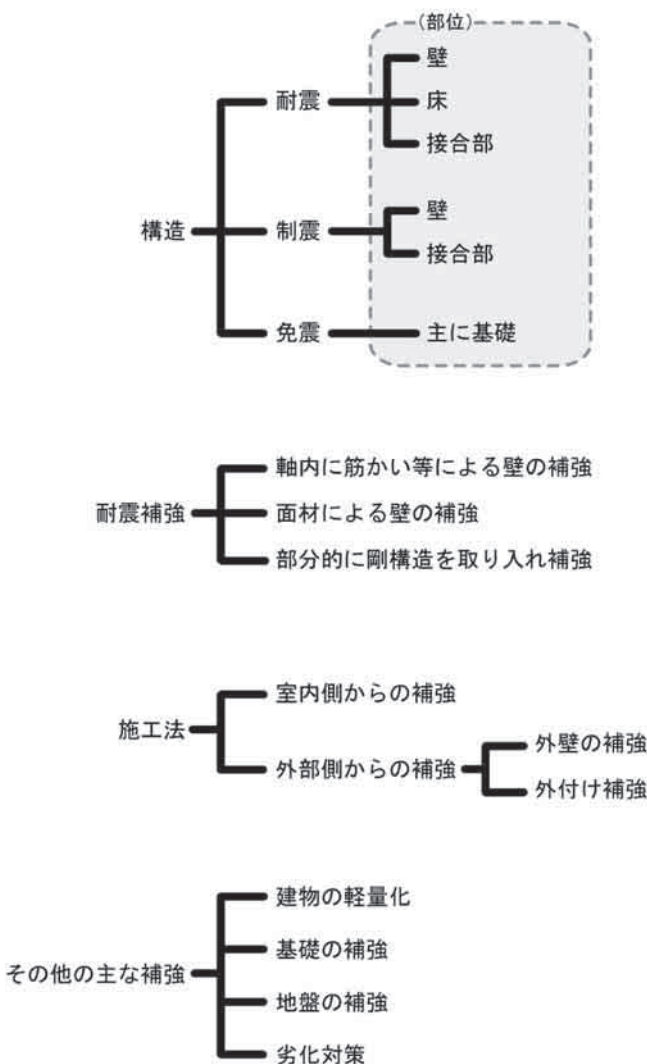 (部位)
壁
耐震
床
接合部
構造
制震
壁
接合部
免震
主に基礎
軸内に筋かい等による壁の補強
耐震補強
面材による壁の補強
部分的に剛構造を取り入れ補強
室内側からの補強
施工法
外部側からの補強
外壁の補強
外付け補強
建物の軽量化
基礎の補強
その他の主な補強
地盤の補強
劣化対策